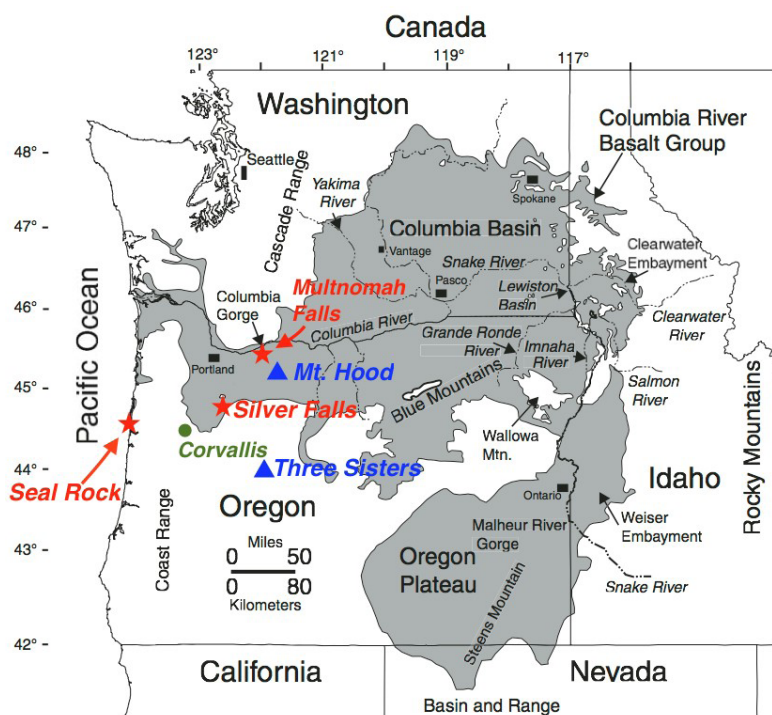 Canada
123°
121°
119°
117°
Washington
Columbia River
Basalt Group
48°
Seattle
Spokane
Cascade Range
Yakima
River
47°
Columbia Basin
Vantage
Clearwater
Embayment
Snake River
Pasco
Multnomah
Falls
Lewiston
Basin
46°
Columbia
Gorge
Columbia River
Grande Ronde
River
Imnaha
River
Clearwater
River
Pacific Ocean
Portland
Mt. Hood
45°
Blue Mountains
Salmon
River
Silver Falls
Wallowa
Mtn.
Rocky Mountains
Corvallis
Seal Rock
44°
Three Sisters
Idaho
Oregon
Ontario
Weiser
Embayment
Coast Range
Miles
0 50
0 80
Kilometers
Malheur River
Gorge
43°
Oregon
Plateau
Snake River
Steens Mountain
42°
California
Nevada
Basin and Range